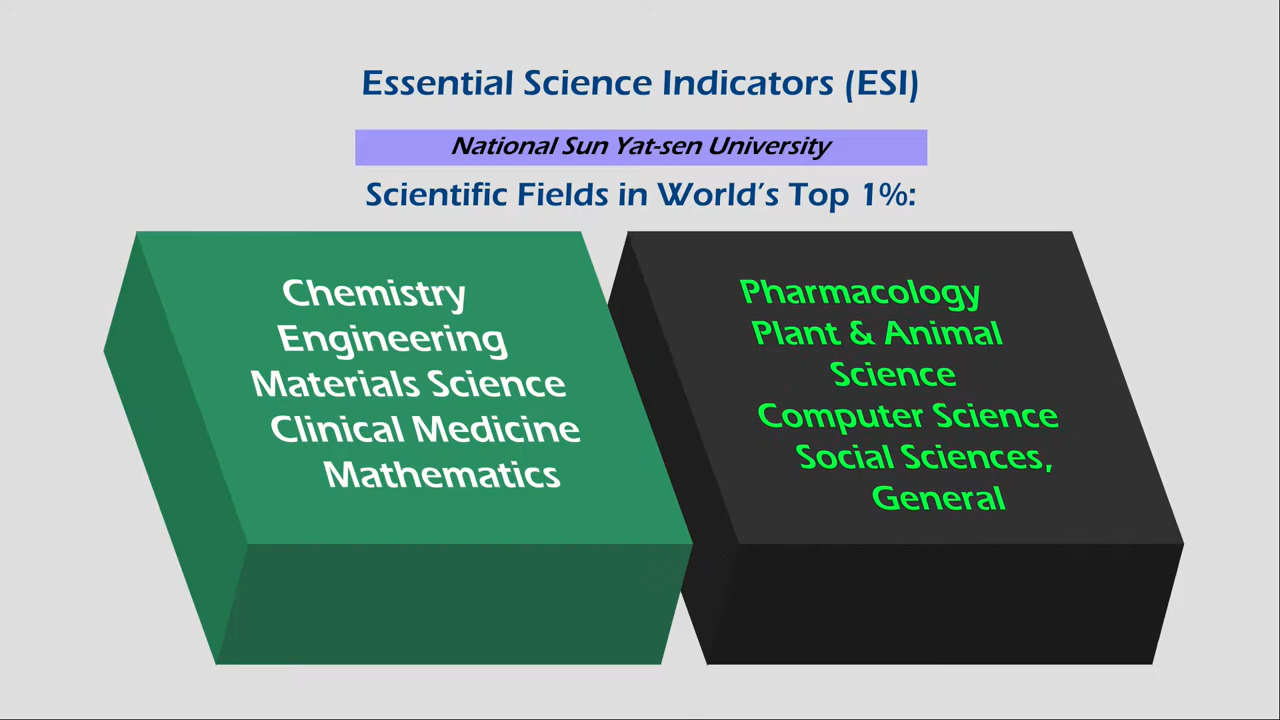 Essential Science Indicators (ESI)
National Sun Yat-sen University
Scientific Fields in World's Top 1%:
Chemistry
Engineering
Materials Science
Clinical Medicine
Mathematics
Pharmacology
Plant & Animal
Science
Computer Science
Social Sciences,
General